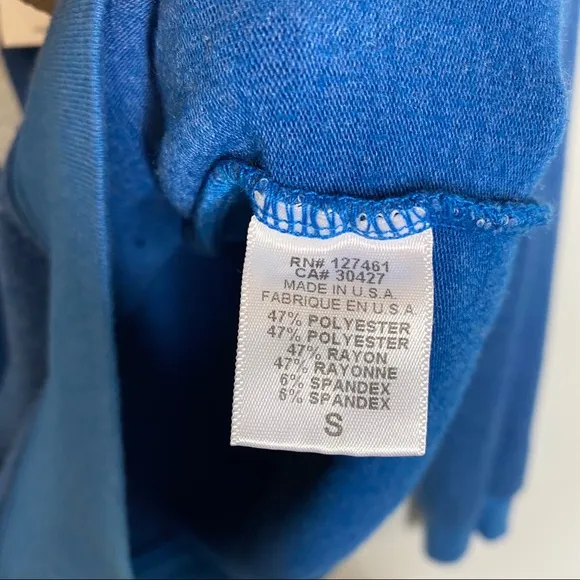 RN# 127461
CA# 30427
MADE IN U.S.A.
FABRIQUE EN U.S.A.
47% POLYESTER
47% POLYESTER
47% RAYON
47% RAYONNE
6% SPANDEX
6% SPANDEX
S